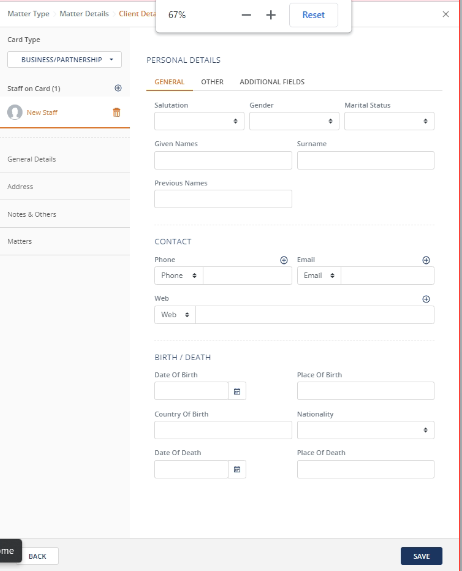 Matter Type Matter Details Client Deta
67% Reset
Card Type
BUSINESS/PARTNERSHIP
Staff on Card (1)
New Staff
General Details
Address
Notes & Others
Matters
PERSONAL DETAILS
GENERAL OTHER ADDITIONAL FIELDS
Salutation Gender Marital Status
Given Names Surname
Previous Names
CONTACT
Phone Email
Phone Email
Web
Web
BIRTH / DEATH
Date Of Birth Place Of Birth
Country Of Birth Nationality
Date Of Death Place Of Death
ome
BACK SAVE